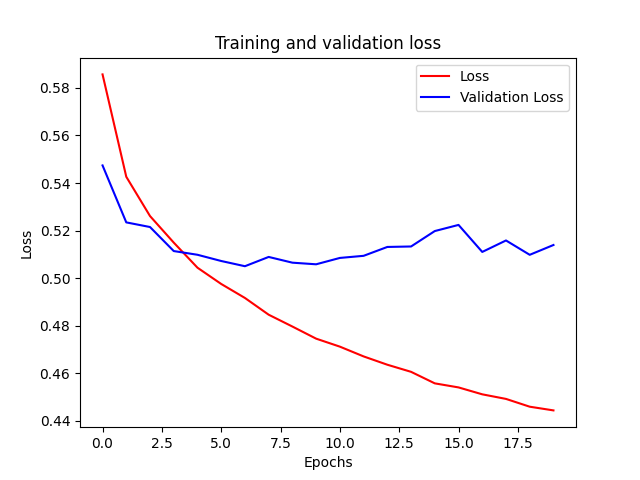 Training and validation loss
Loss
Validation Loss
0.58
0.56
0.54
0.52
0.50
0.48
0.46
0.44
Loss
0.0 2.5 5.0 7.5 10.0 12.5 15.0 17.5
Epochs